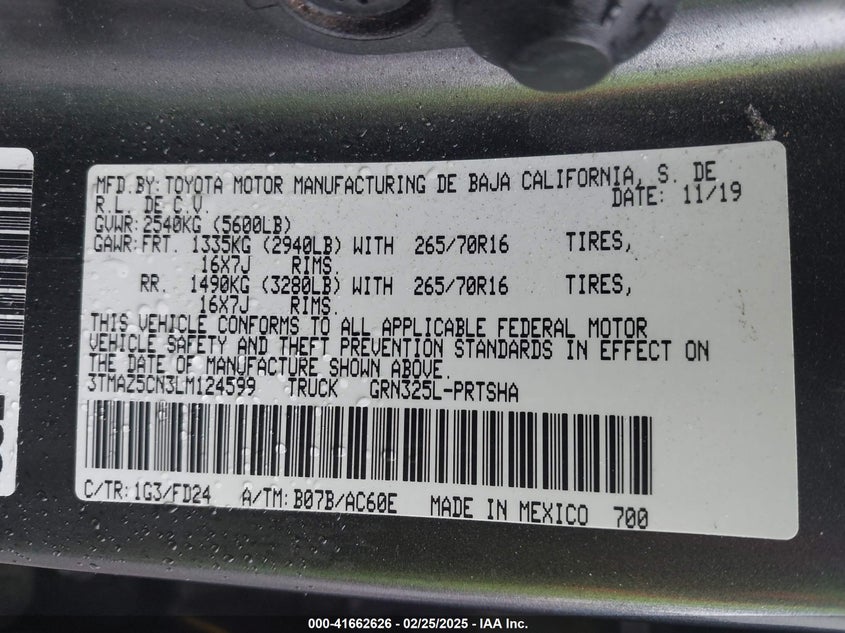 MFD. BY: TOYOTA MOTOR MANUFACTURING DE BAJA CALIFORNIA, S. DE
R.L. DE C.V
DATE: 11/19
GVWR: 2540KG (5600LB)
GAWR: FRT. 1335KG (2940LB) WITH 265/70R16 TIRES,
16X7J RIMS.
RR. 1490KG (3280LB) WITH 265/70R16 TIRES,
16X7J RIMS.
THIS VEHICLE CONFORMS TO ALL APPLICABLE FEDERAL MOTOR
VEHICLE SAFETY AND THEFT PREVENTION STANDARDS IN EFFECT ON
THE DATE OF MANUFACTURE SHOWN ABOVE.
3TMAZ5CN3LM124599 TRUCK GRN325L-PRTSHA
C/TR: 1G3/FD24 A/TM: B07B/AC60E MADE IN MEXICO 700
000-41662626 - 02/25/2025 - IAA Inc.